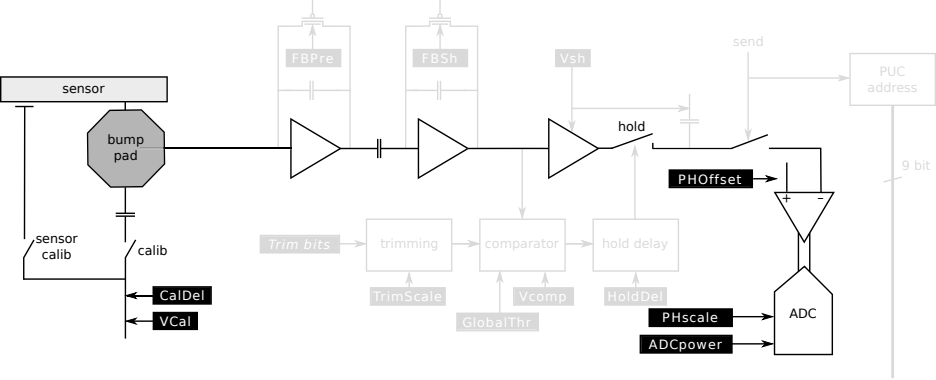 send
FBPre
FBSh
Vsh
PUC
address
sensor
bump
pad
hold
9 bit
PHOffset
+
–
sensor
calib
calib
Trim bits
trimming
comparator
hold delay
CalDel
TrimScale
Vcomp
HoldDel
VCal
GlobalThr
PHscale
ADC
ADCpower